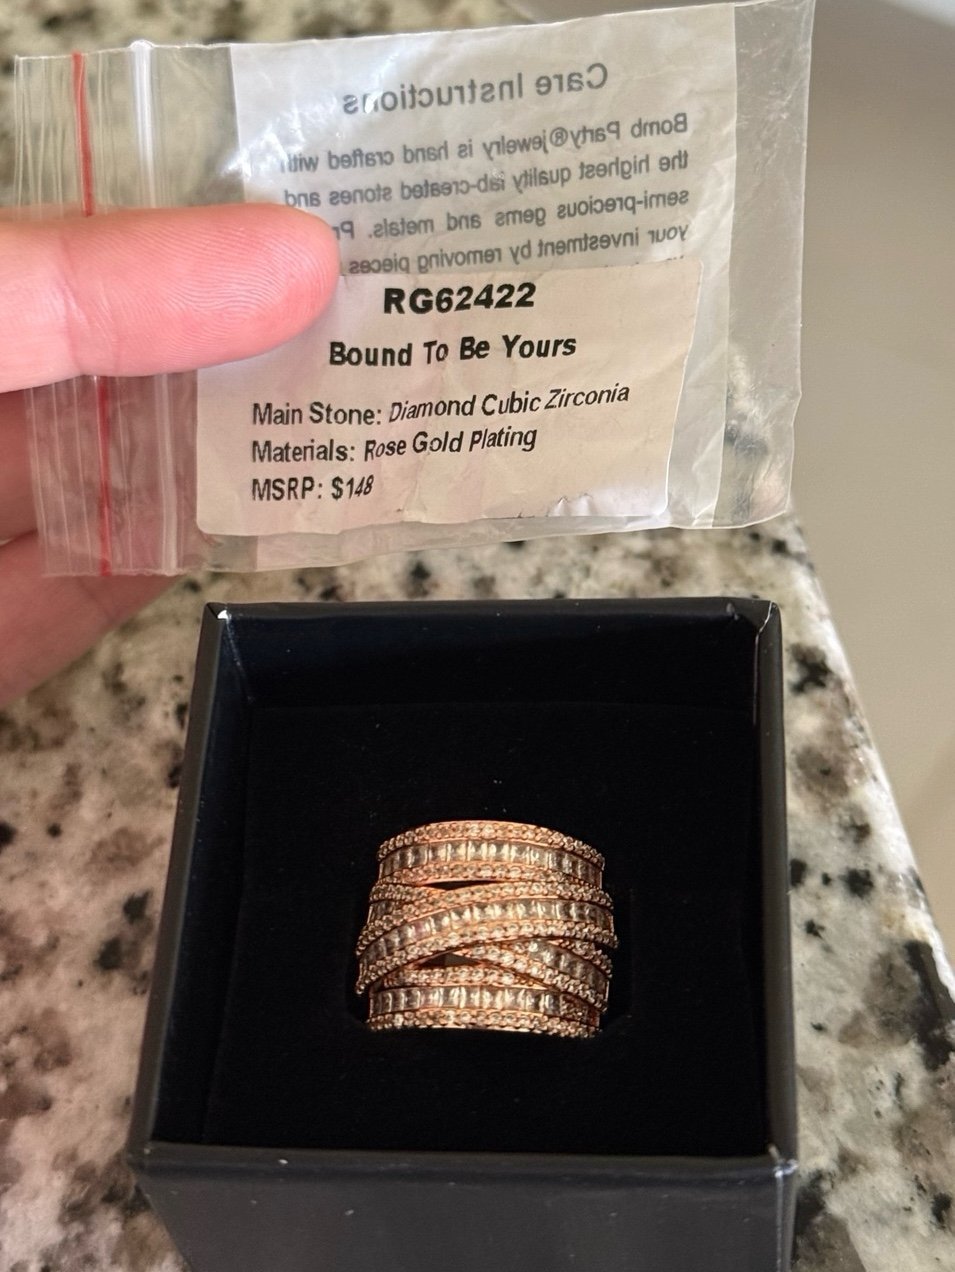 Care Instructions
Bomb Party® jewelry is hand crafted with
the highest quality lab-created stones and
semi-precious gems and metals.
your investment by removing pieces
RG62422
Bound To Be Yours
Main Stone: Diamond Cubic Zirconia
Materials: Rose Gold Plating
MSRP: $148